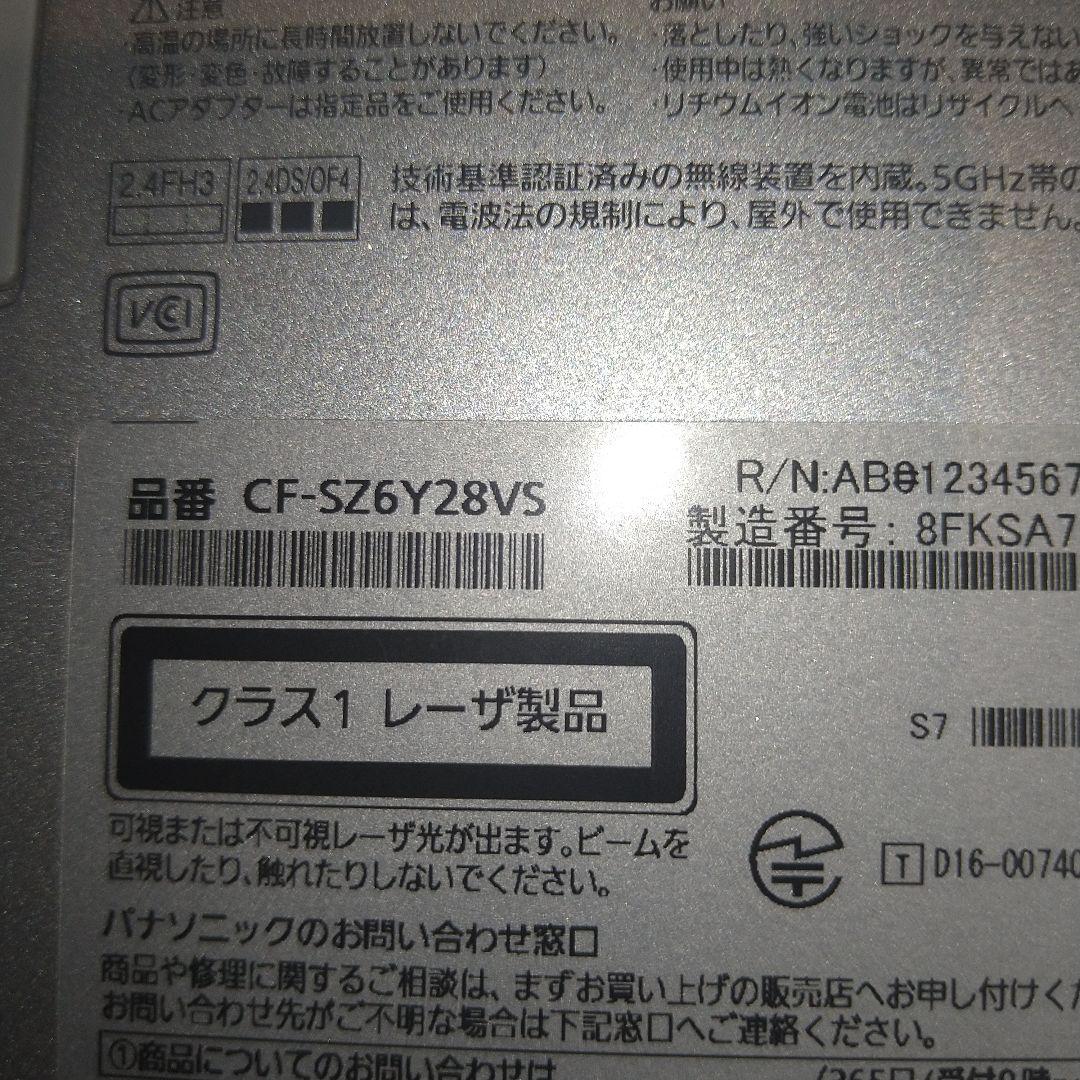 注意
・高温の場所に長時間放置しないでください。
（変形・変色・故障することがあります）
・ACアダプターは指定品をご使用ください。
お願い
・落としたり、強いショックを与えない
・使用中は熱くなりますが、異常ではあ
・リチウムイオン電池はリサイクルへ
2.4FH3
2.4DS/OF4
技術基準認証済みの無線装置を内蔵。5GHz帯の
は、電波法の規制により、屋外で使用できません。
VCCI
品番 CF-SZ6Y28VS
R/N:AB01234567
製造番号: 8FKSA7
クラス1 レーザ製品
S7
可視または不可視レーザ光が出ます。ビームを
直視したり、触れたりしないでください。
T D16-00740
パナソニックのお問い合わせ窓口
商品や修理に関するご相談は、まずお買い上げの販売店へお申し付けくだ
お問い合わせ先がご不明な場合は下記窓口へご連絡ください。
①商品についてのお問い合わせは
(365日/受付9時